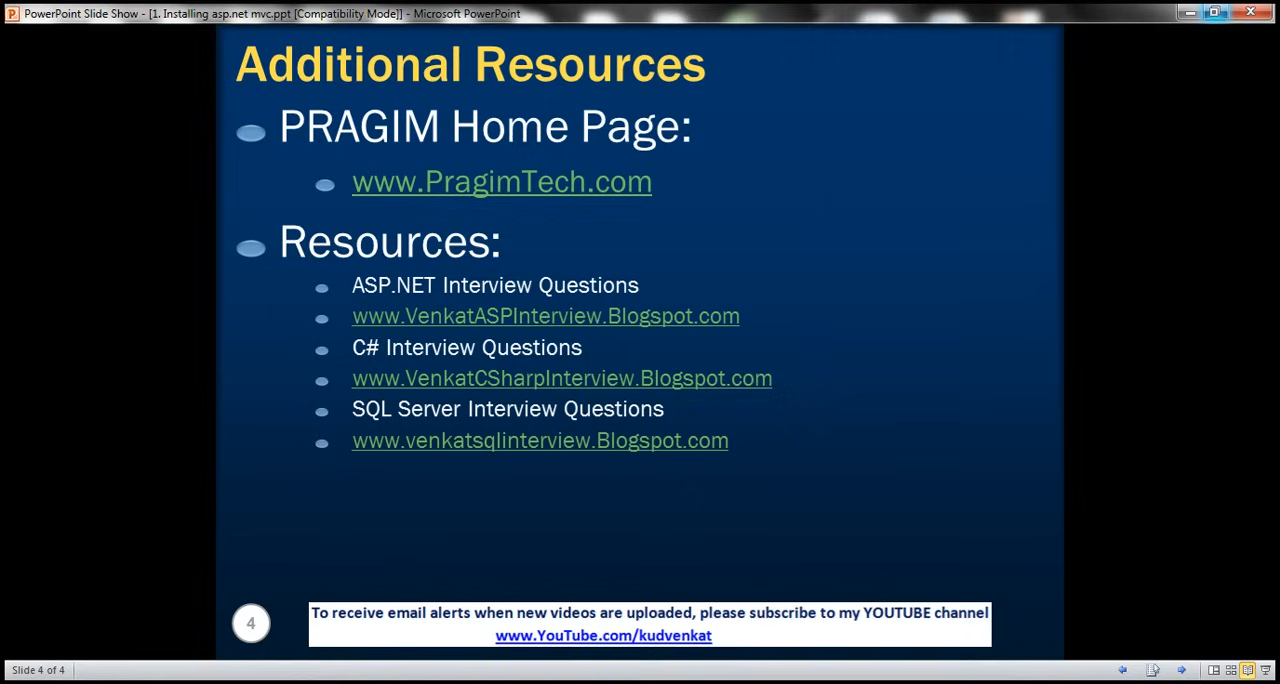 PowerPoint Slide Show - [1. Installing asp.net mvc.ppt [Compatibility Mode]] - Microsoft PowerPoint
Additional Resources
PRAGIM Home Page:
www.PragimTech.com
Resources:
ASP.NET Interview Questions
www.VenkatASPInterview.Blogspot.com
C# Interview Questions
www.VenkatCSharpInterview.Blogspot.com
SQL Server Interview Questions
www.venkatsqlinterview.Blogspot.com
4
To receive email alerts when new videos are uploaded, please subscribe to my YOUTUBE channel
www.YouTube.com/kudvenkat
Slide 4 of 4